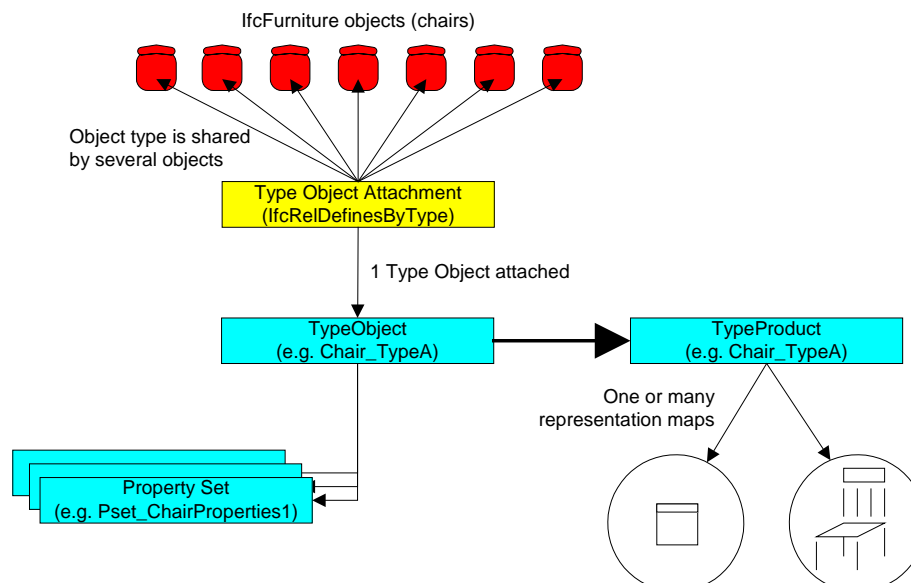 IfcFurniture objects (chairs)
Object type is shared
by several objects
Type Object Attachment
(IfcRelDefinesByType)
1 Type Object attached
TypeObject
(e.g. Chair_TypeA)
TypeProduct
(e.g. Chair_TypeA)
One or many
representation maps
Property Set
(e.g. Pset_ChairProperties1)